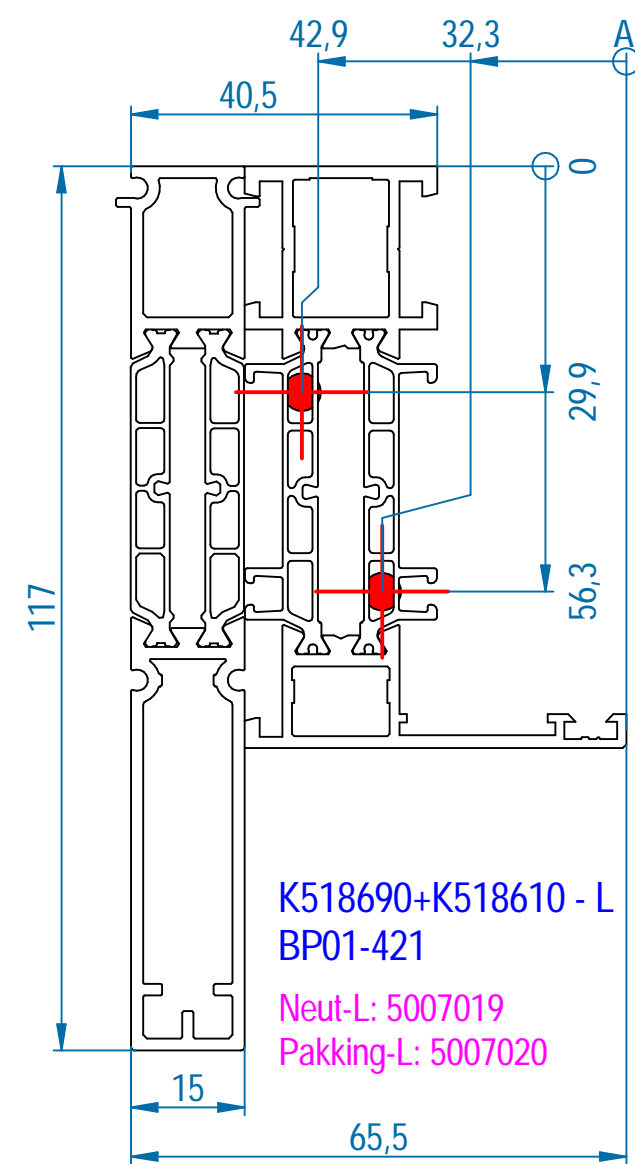 42,9
32,3
A
40,5
0
29,9
56,3
117
K518690+K518610 - L
BP01-421
Neut-L: 5007019
Pakking-L: 5007020
15
65,5